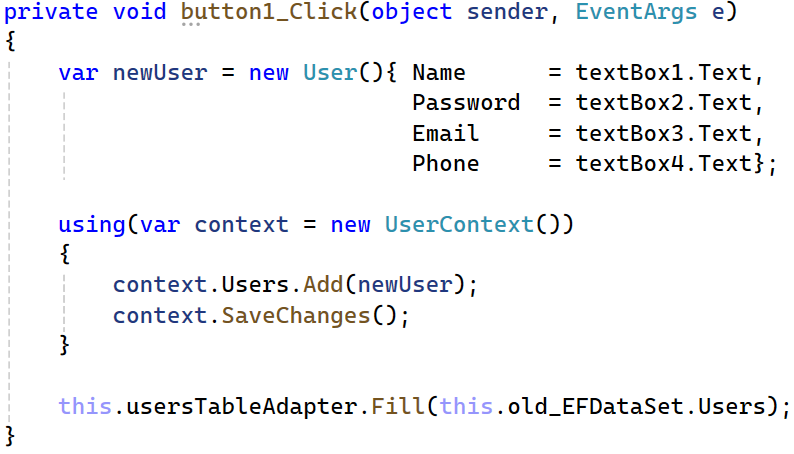 private void button1_Click(object sender, EventArgs e)
{
    var newUser = new User(){ Name      = textBox1.Text,
                              Password  = textBox2.Text,
                              Email     = textBox3.Text,
                              Phone     = textBox4.Text};
    using(var context = new UserContext())
    {
        context.Users.Add(newUser);
        context.SaveChanges();
    }
    this.usersTableAdapter.Fill(this.old_EFDataSet.Users);
}